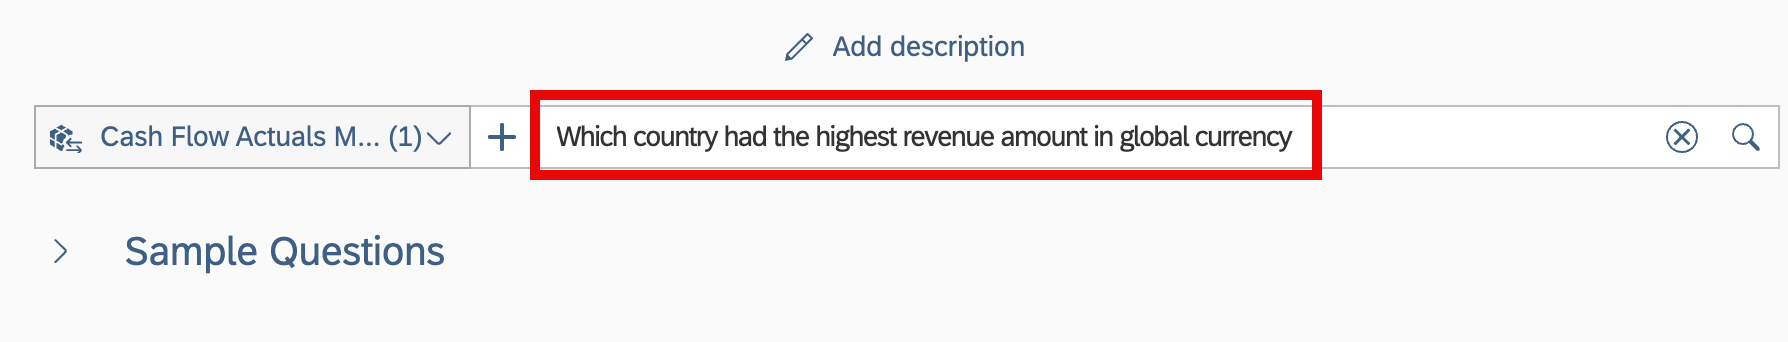 Add description
Cash Flow Actuals M... (1)
Which country had the highest revenue amount in global currency
Sample Questions